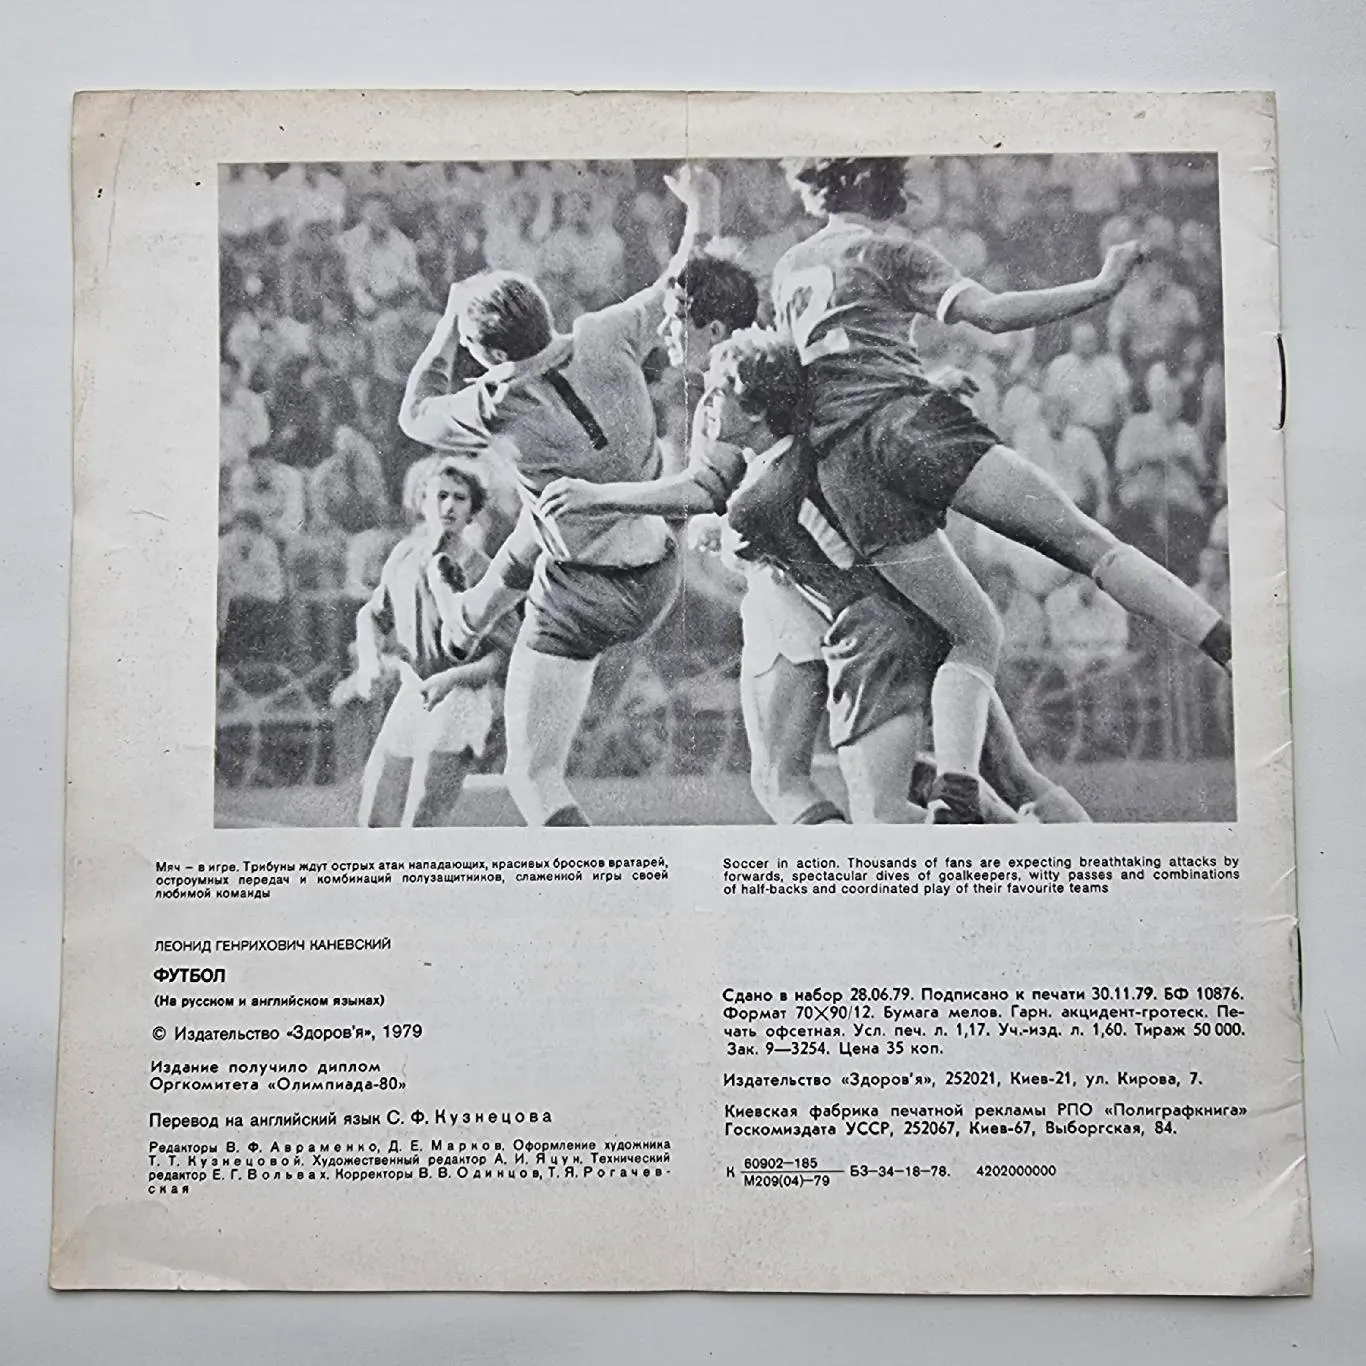 Мяч – в игре. Трибуны ждут острых атак нападающих, красивых бросков вратарей,
остроумных передач и комбинаций полузащитников, слаженной игры своей
любимой команды
Soccer in action. Thousands of fans are expecting breathtaking attacks by
forwards, spectacular dives of goalkeepers, witty passes and combinations
of half-backs and coordinated play of their favourite teams
ЛЕОНИД ГЕНРИХОВИЧ КАНЕВСКИЙ
ФУТБОЛ
(На русском и английском языках)
© Издательство «Здоров'я», 1979
Издание получило диплом
Оргкомитета «Олимпиада-80»
Перевод на английский язык С. Ф. Кузнецова
Редакторы В. Ф. Авраменко, Д. Е. Марков. Оформление художника
Т. Т. Кузнецовой. Художественный редактор А. И. Яцун. Технический
редактор Е. Г. Вольвах. Корректоры В. В. Одинцов, Т. Я. Рогачев-
ская
Сдано в набор 28.06.79. Подписано к печати 30.11.79. БФ 10876.
Формат 70×90/12. Бумага мелов. Гарн. акцидент-гротеск. Пе-
чать офсетная. Усл. печ. л. 1,17. Уч.-изд. л. 1,60. Тираж 50 000.
Зак. 9—3254. Цена 35 коп.
Издательство «Здоров'я», 252021, Киев-21, ул. Кирова, 7.
Киевская фабрика печатной рекламы РПО «Полиграфкнига»
Госкомиздата УССР, 252067, Киев-67, Выборгская, 84.
К 60902–185
М209(04)–79 БЗ–34–18–78. 4202000000